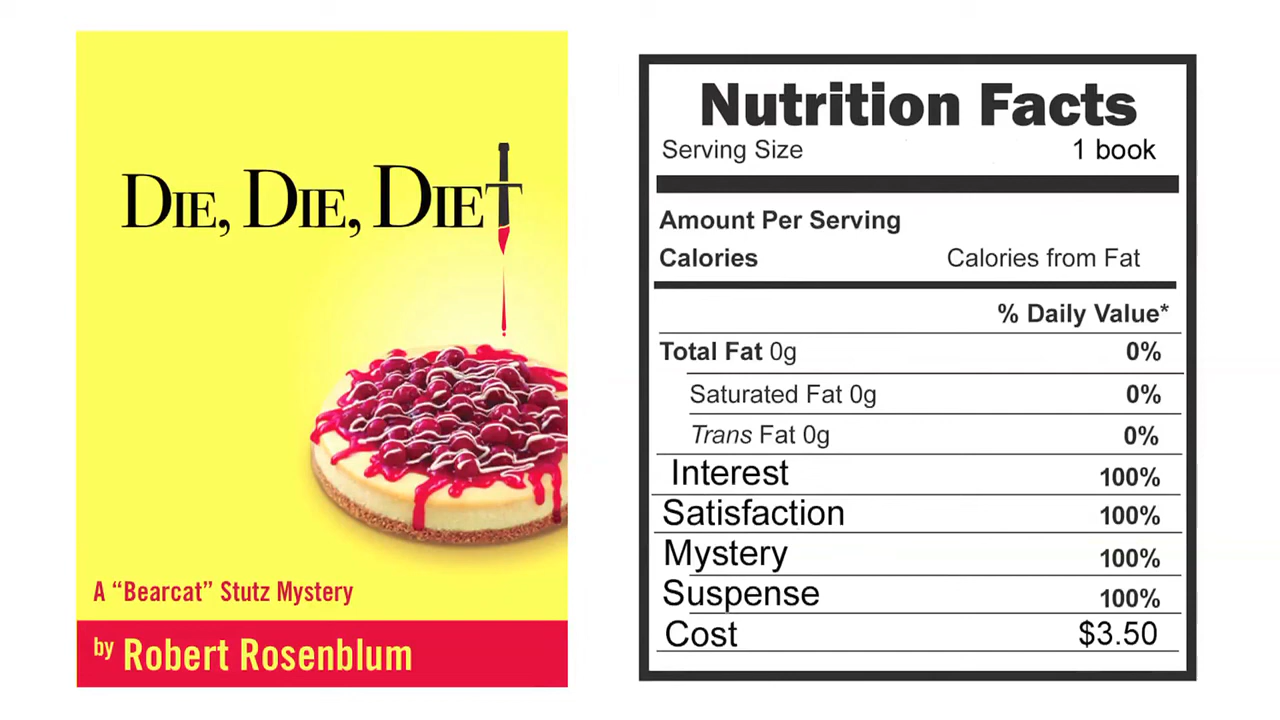 DIE, DIE, DIET
A “Bearcat” Stutz Mystery
by Robert Rosenblum
Nutrition Facts
Serving Size 1 book
Amount Per Serving
Calories Calories from Fat
% Daily Value*
Total Fat 0g 0%
Saturated Fat 0g 0%
Trans Fat 0g 0%
Interest 100%
Satisfaction 100%
Mystery 100%
Suspense 100%
Cost $3.50